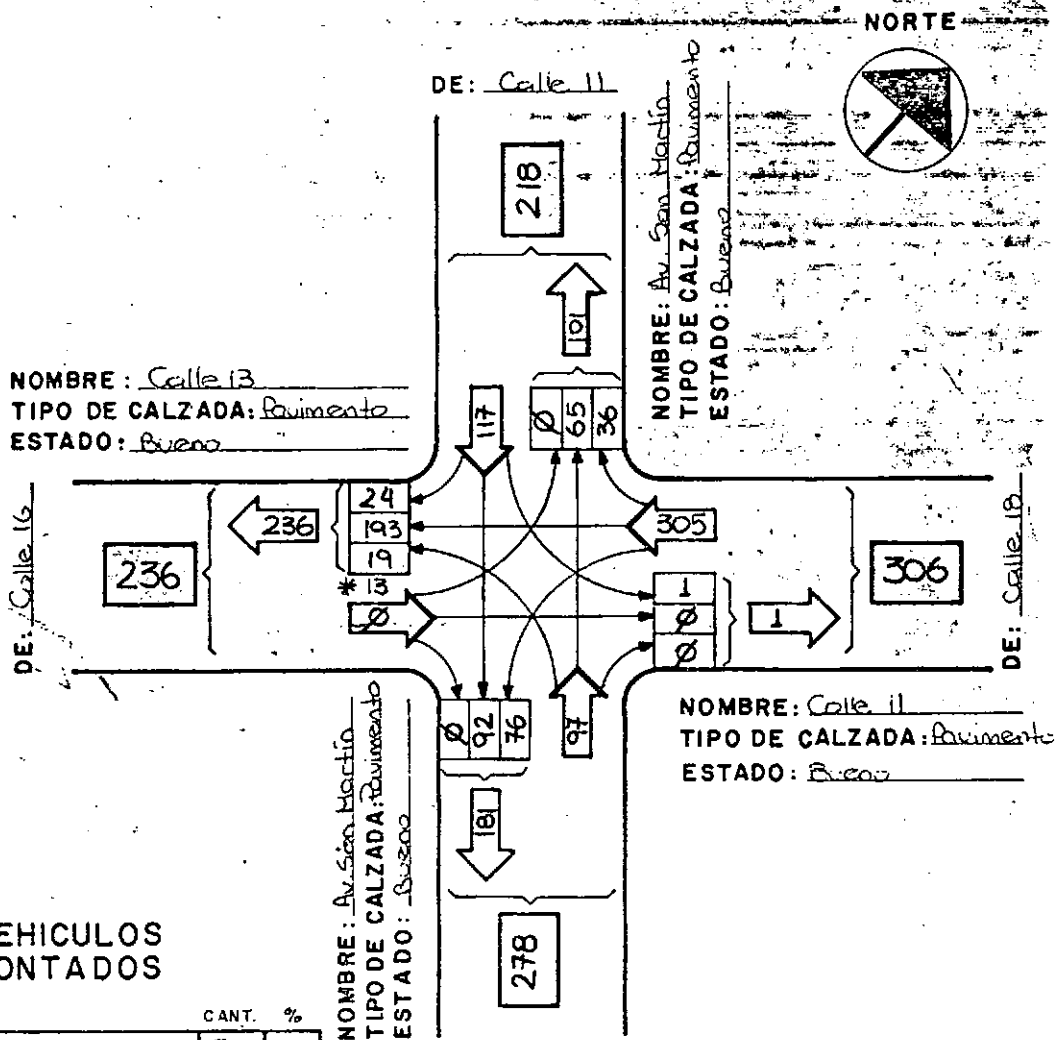 NORTE
DE: Calle 11
218
NOMBRE: Av. San Martín
TIPO DE CALZADA: Pavimento
ESTADO: Bueno
101
NOMBRE: Calle 13
TIPO DE CALZADA: Pavimento
ESTADO: Bueno
117
Ø 65 36
DE: Calle 16
236
236
24
193
19
* 13
Ø
305
1
Ø
Ø
1
306
DE: Calle 18
Ø 92 76
97
181
278
NOMBRE: Calle 11
TIPO DE CALZADA: Pavimento
ESTADO: Bueno
NOMBRE: Av. San Martín
TIPO DE CALZADA: Pavimento
ESTADO: Bueno
EHICULOS
ONTADOS
CANT. %